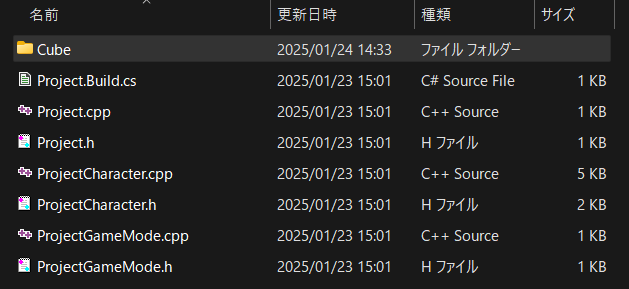 名前 更新日時 種類 サイズ
Cube 2025/01/24 14:33 ファイル フォルダー
Project.Build.cs 2025/01/23 15:01 C# Source File 1 KB
Project.cpp 2025/01/23 15:01 C++ Source 1 KB
Project.h 2025/01/23 15:01 H ファイル 1 KB
ProjectCharacter.cpp 2025/01/23 15:01 C++ Source 5 KB
ProjectCharacter.h 2025/01/23 15:01 H ファイル 2 KB
ProjectGameMode.cpp 2025/01/23 15:01 C++ Source 1 KB
ProjectGameMode.h 2025/01/23 15:01 H ファイル 1 KB